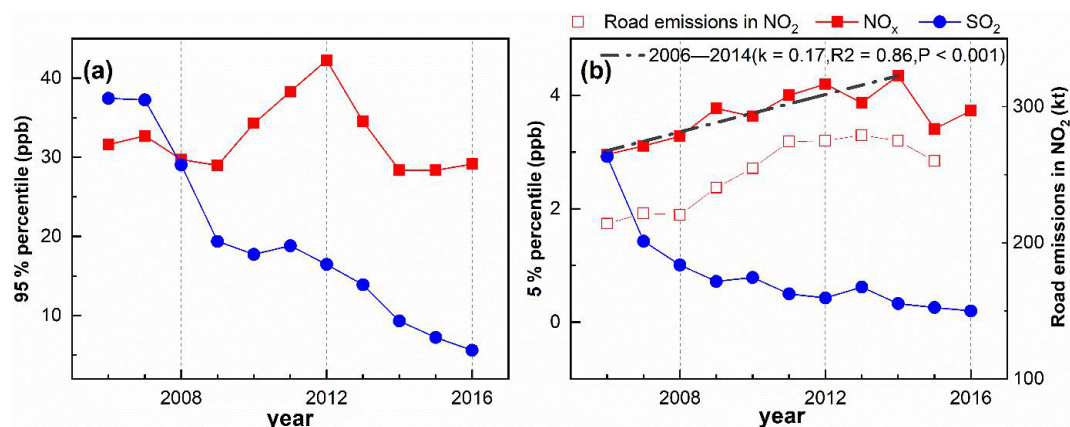 Road emissions in NO₂ NOₓ SO₂
2006—2014(k = 0.17,R2 = 0.86,P < 0.001)
(a)
95 % percentile (ppb)
40
30
20
10
2008 2012 2016
year
(b)
5 % percentile (ppb)
4
2
0
2008 2012 2016
year
300
200
100
Road emissions in NO₂ (kt)